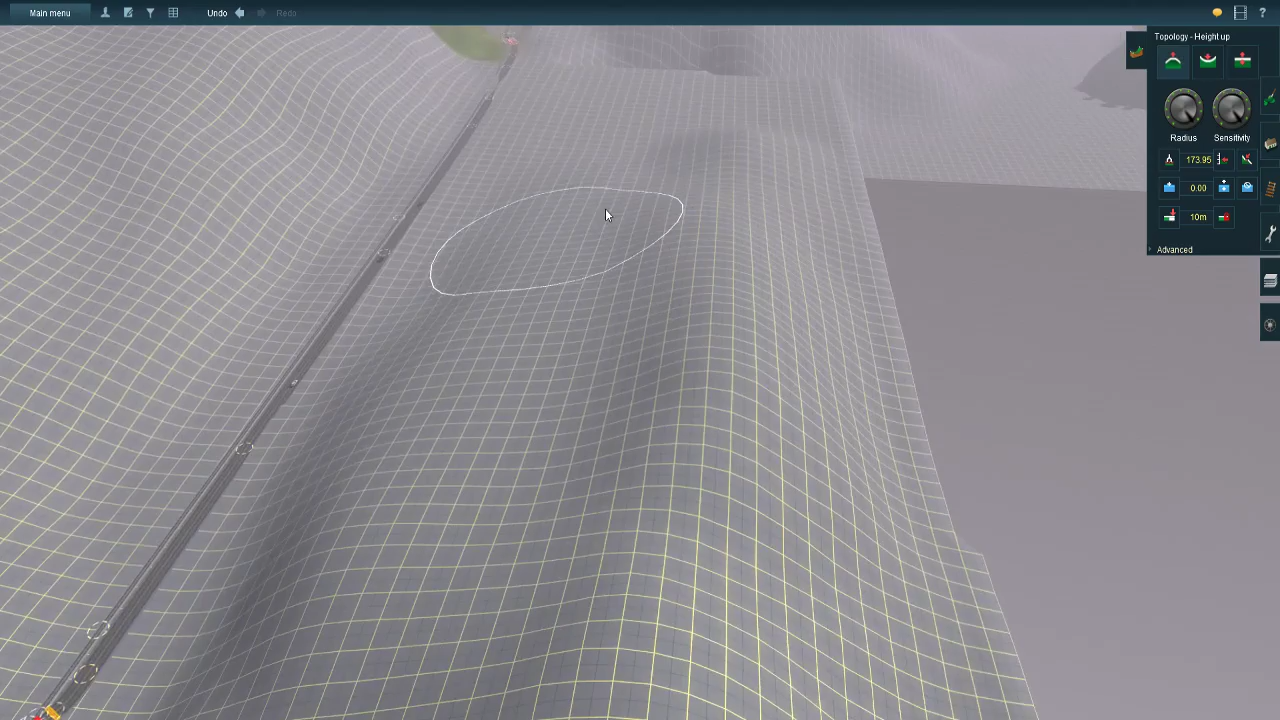 Main menu
Undo
Redo
?
Topology - Height up
Radius
Sensitivity
173.95
0.00
10m
Advanced